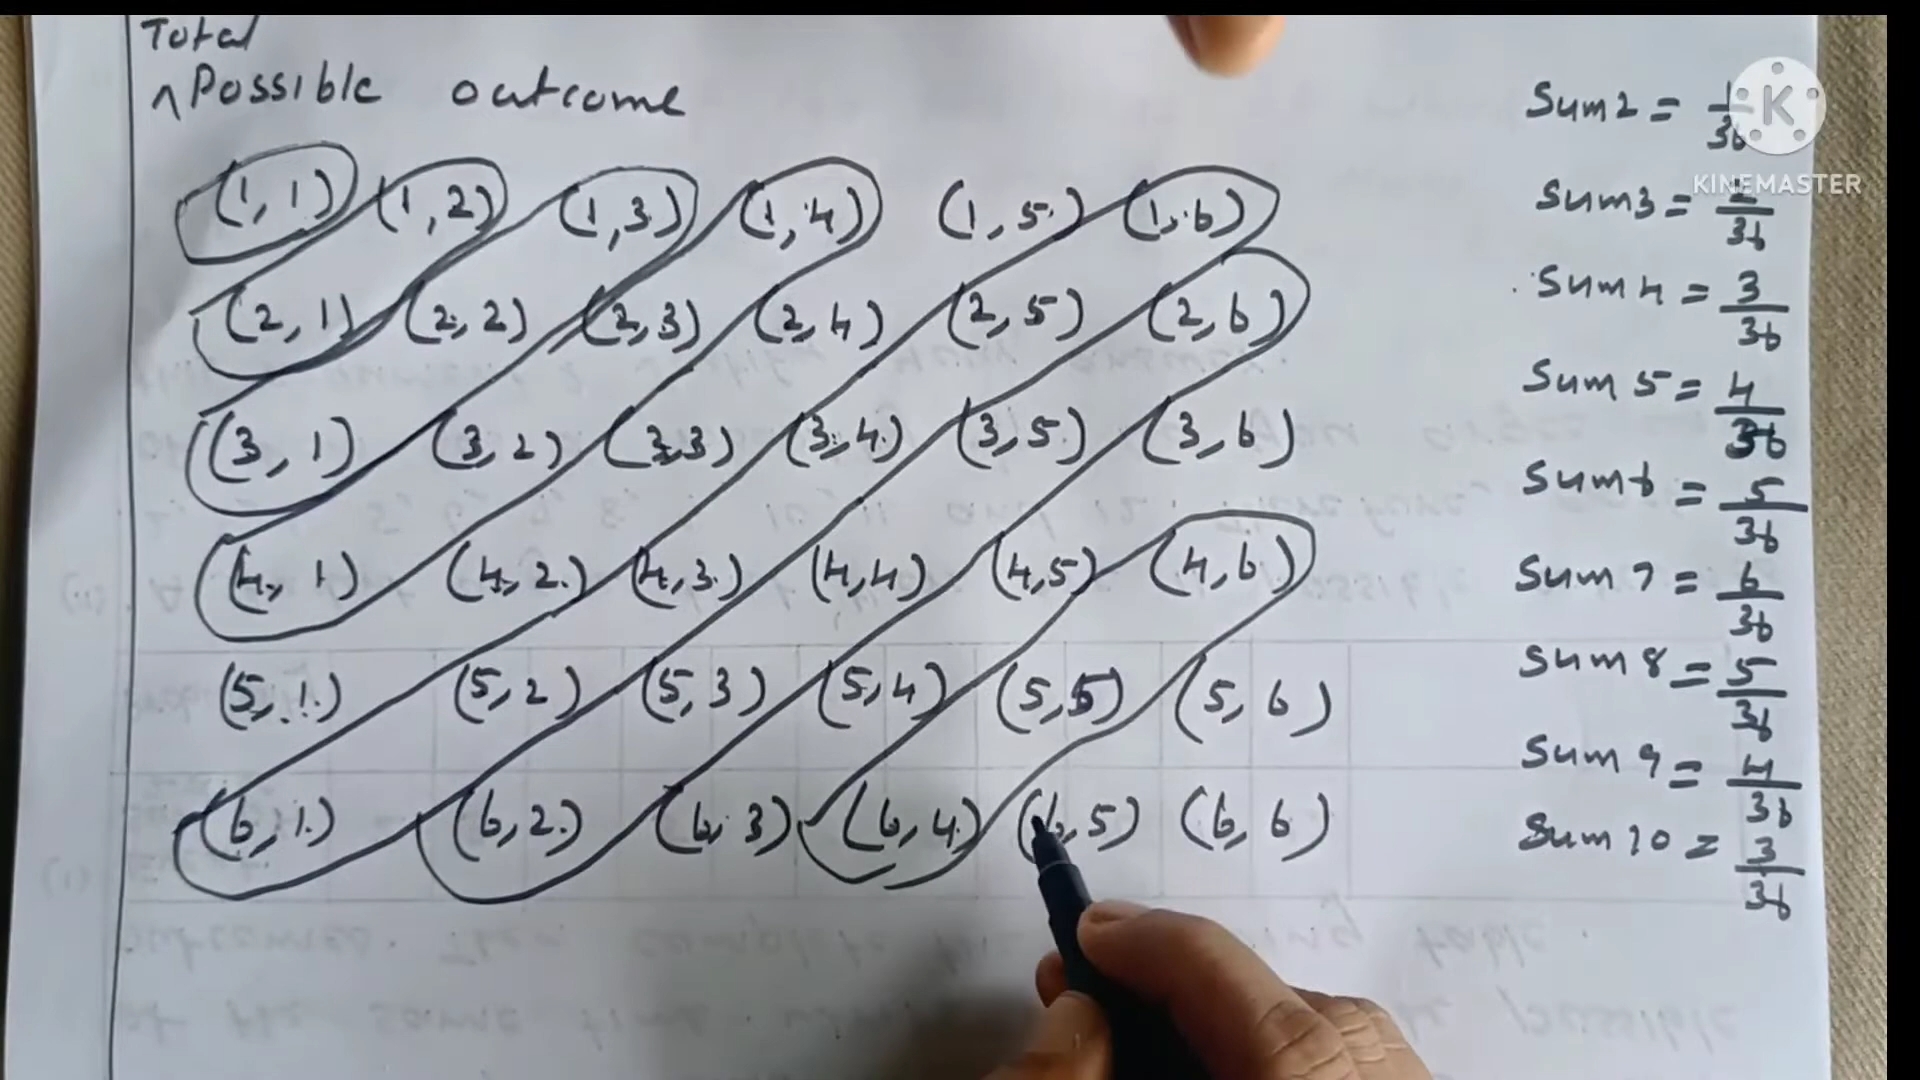 Total
^ Possible outcome
(1, 1) (1, 2) (1, 3) (1, 4) (1, 5) (1, 6)
(2, 1) (2, 2) (2, 3) (2, 4) (2, 5) (2, 6)
(3, 1) (3, 2) (3, 3) (3, 4) (3, 5) (3, 6)
(4, 1) (4, 2) (4, 3) (4, 4) (4, 5) (4, 6)
(5, 1) (5, 2) (5, 3) (5, 4) (5, 5) (5, 6)
(6, 1) (6, 2) (6, 3) (6, 4) (6, 5) (6, 6)
Sum 2 = 1/36
Sum 3 = 2/36
Sum 4 = 3/36
Sum 5 = 4/36
Sum 6 = 5/36
Sum 7 = 6/36
Sum 8 = 5/36
Sum 9 = 4/36
Sum 10 = 3/36
K
KINEMASTER